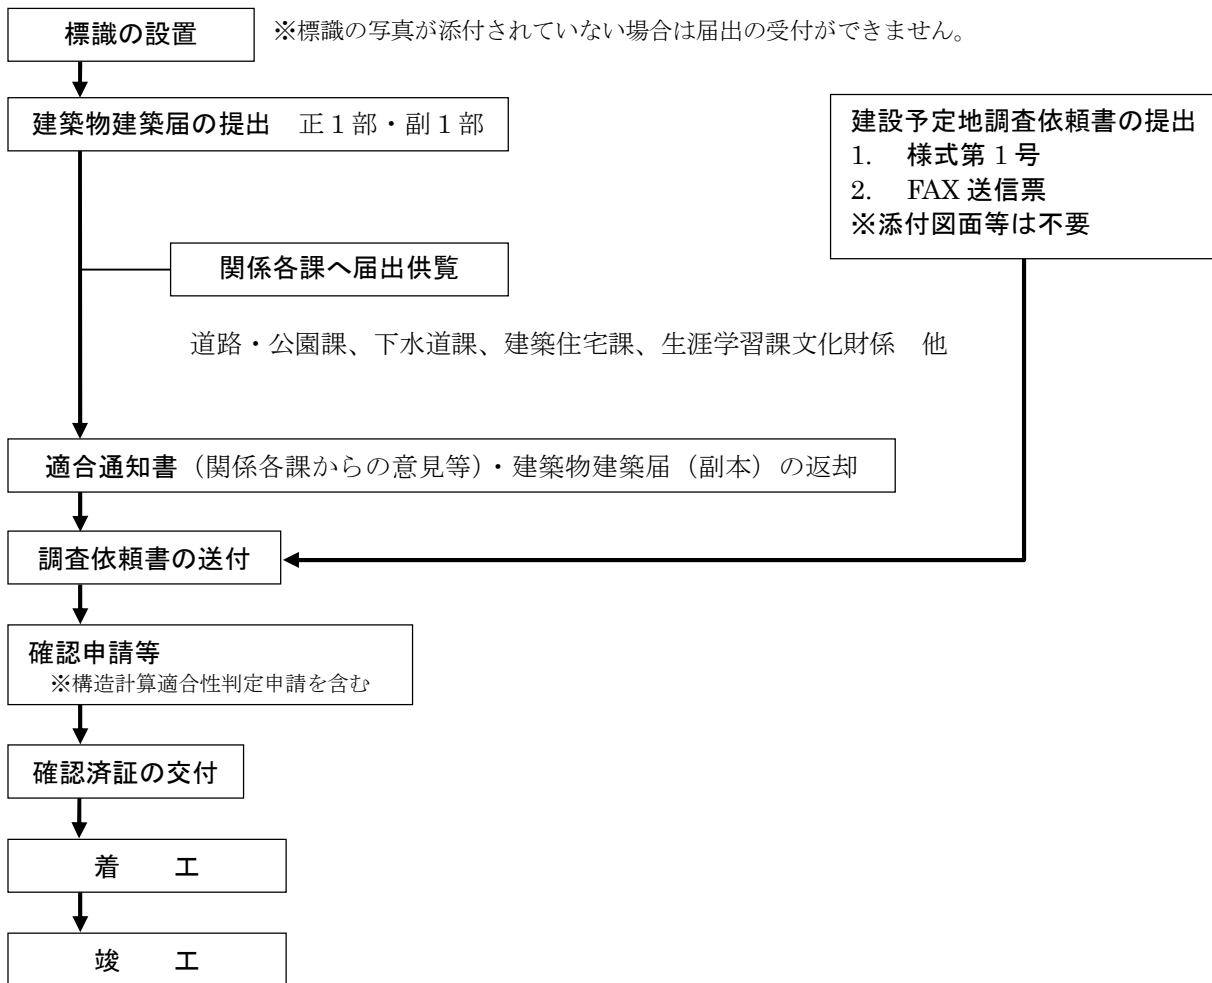 標識の設置
※標識の写真が添付されていない場合は届出の受付ができません。
建築物建築届の提出　正１部・副１部
建設予定地調査依頼書の提出
1.　様式第 1 号
2.　FAX 送信票
※添付図面等は不要
関係各課へ届出供覧
道路・公園課、下水道課、建築住宅課、生涯学習課文化財係　他
適合通知書（関係各課からの意見等）・建築物建築届（副本）の返却
調査依頼書の送付
確認申請等
※構造計算適合性判定申請を含む
確認済証の交付
着　　工
竣　　工